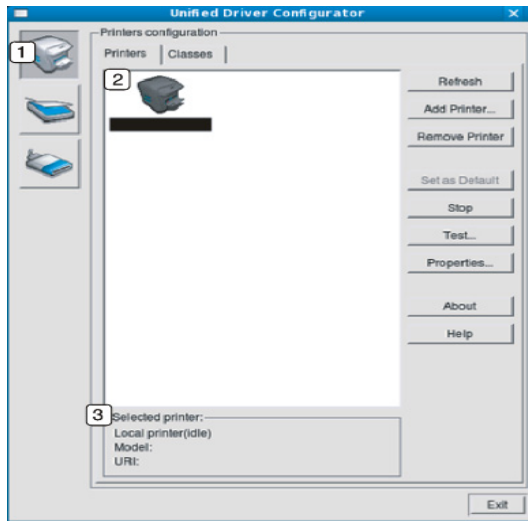 Unified Driver Configurator
Printers configuration
1
Printers Classes
2
Refresh
Add Printer...
Remove Printer
Set as Default
Stop
Test...
Properties...
About
Help
3
Selected printer:
Local printer(idle)
Model:
URI:
Exit